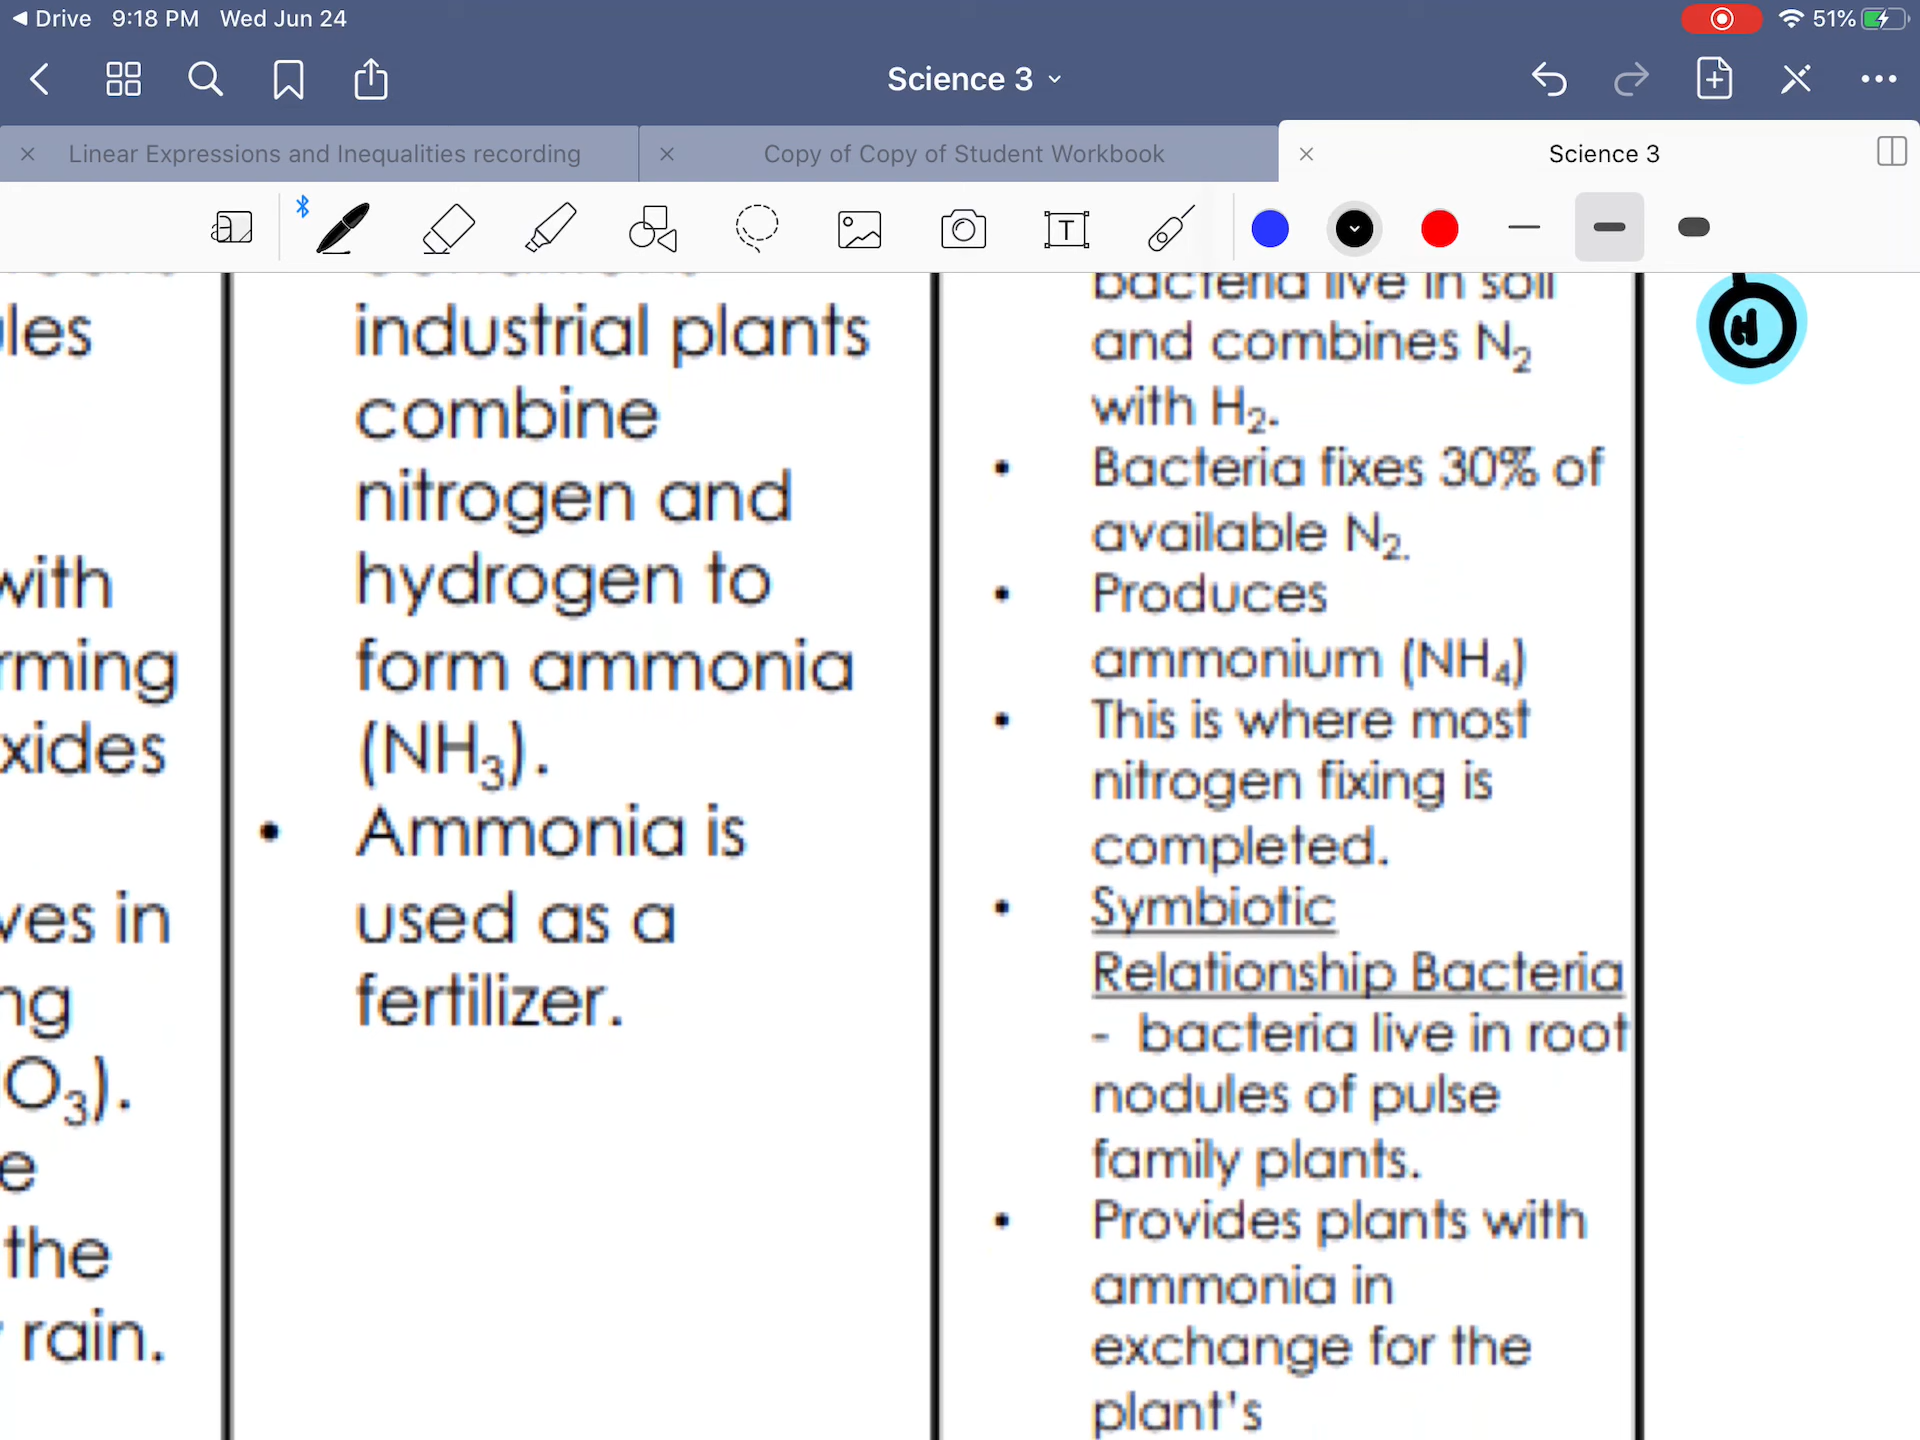 Drive 9:18 PM Wed Jun 24
51%
Science 3
Linear Expressions and Inequalities recording
Copy of Copy of Student Workbook
Science 3
T
les
with
rming
xides
ves in
ng
O₃).
e
the
rain.
industrial plants
combine
nitrogen and
hydrogen to
form ammonia
(NH₃).
• Ammonia is
used as a
fertilizer.
bacteria live in soil
and combines N₂
with H₂.
• Bacteria fixes 30% of
available N₂.
• Produces
ammonium (NH₄)
• This is where most
nitrogen fixing is
completed.
• Symbiotic
Relationship Bacteria
- bacteria live in root
nodules of pulse
family plants.
• Provides plants with
ammonia in
exchange for the
plant's
H